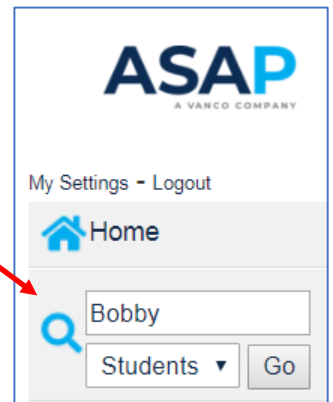 ASAP
A VANCO COMPANY
My Settings - Logout
Home
Bobby
Students ▼ Go